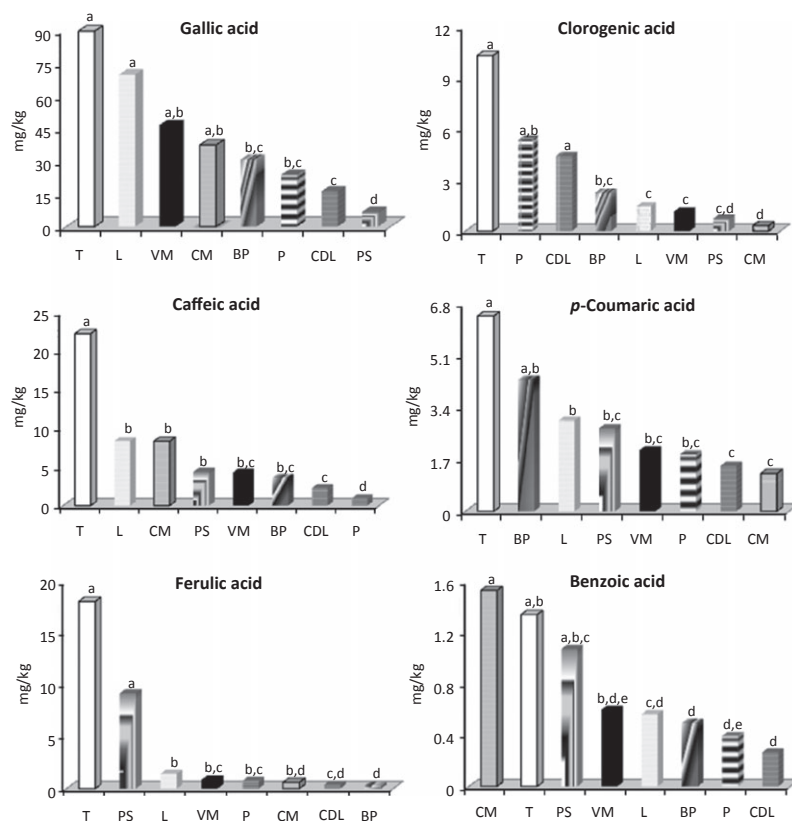 Gallic acid
mg/kg
90
75
60
45
30
15
0
a
a
a,b
a,b
b,c
b,c
c
d
T L VM CM BP P CDL PS
Clorogenic acid
mg/kg
12
9
6
3
0
a
a,b
a
b,c
c
c
c,d
d
T P CDL BP L VM PS CM
Caffeic acid
mg/kg
25
20
15
10
5
0
a
b
b
b,c
b,c
b,c
c
d
T L CM PS VM BP CDL P
p-Coumaric acid
mg/kg
6.8
5.1
3.4
1.7
0
a
a,b
b
b,c
b,c
b,c
c
c
T BP L PS VM P CDL CM
Ferulic acid
mg/kg
20
15
10
5
0
a
a
b
b,c
b,c
b,d
c,d
d
T PS L VM P CM CDL BP
Benzoic acid
mg/kg
1.6
1.2
0.8
0.4
0
a
a,b
a,b,c
b,d,e
c,d
d
d,e
d
CM T PS VM L BP P CDL